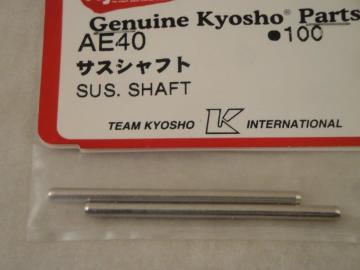 Genuine Kyosho® Parts
AE40 ●100
サスシャフト
SUS. SHAFT
TEAM KYOSHO K INTERNATIONAL